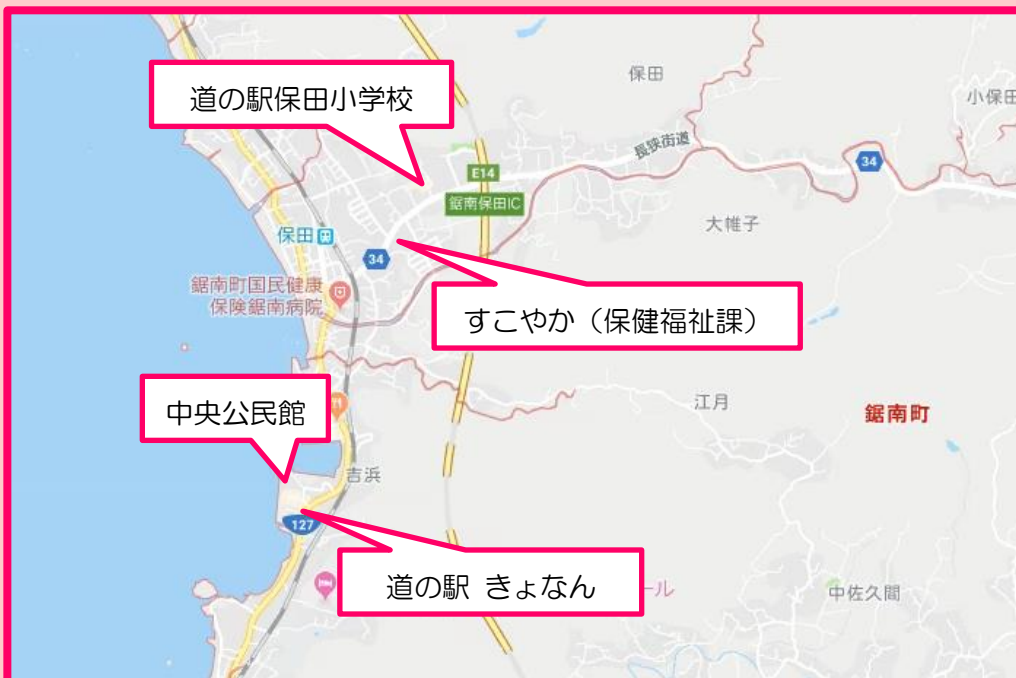 保田
小保田
道の駅保田小学校
長狭街道
34
E14
鋸南保田IC
大帷子
保田
34
鋸南町国民健康
保険鋸南病院
すこやか（保健福祉課）
中央公民館
江月
鋸南町
吉浜
127
道の駅 きょなん
ール
中佐久間